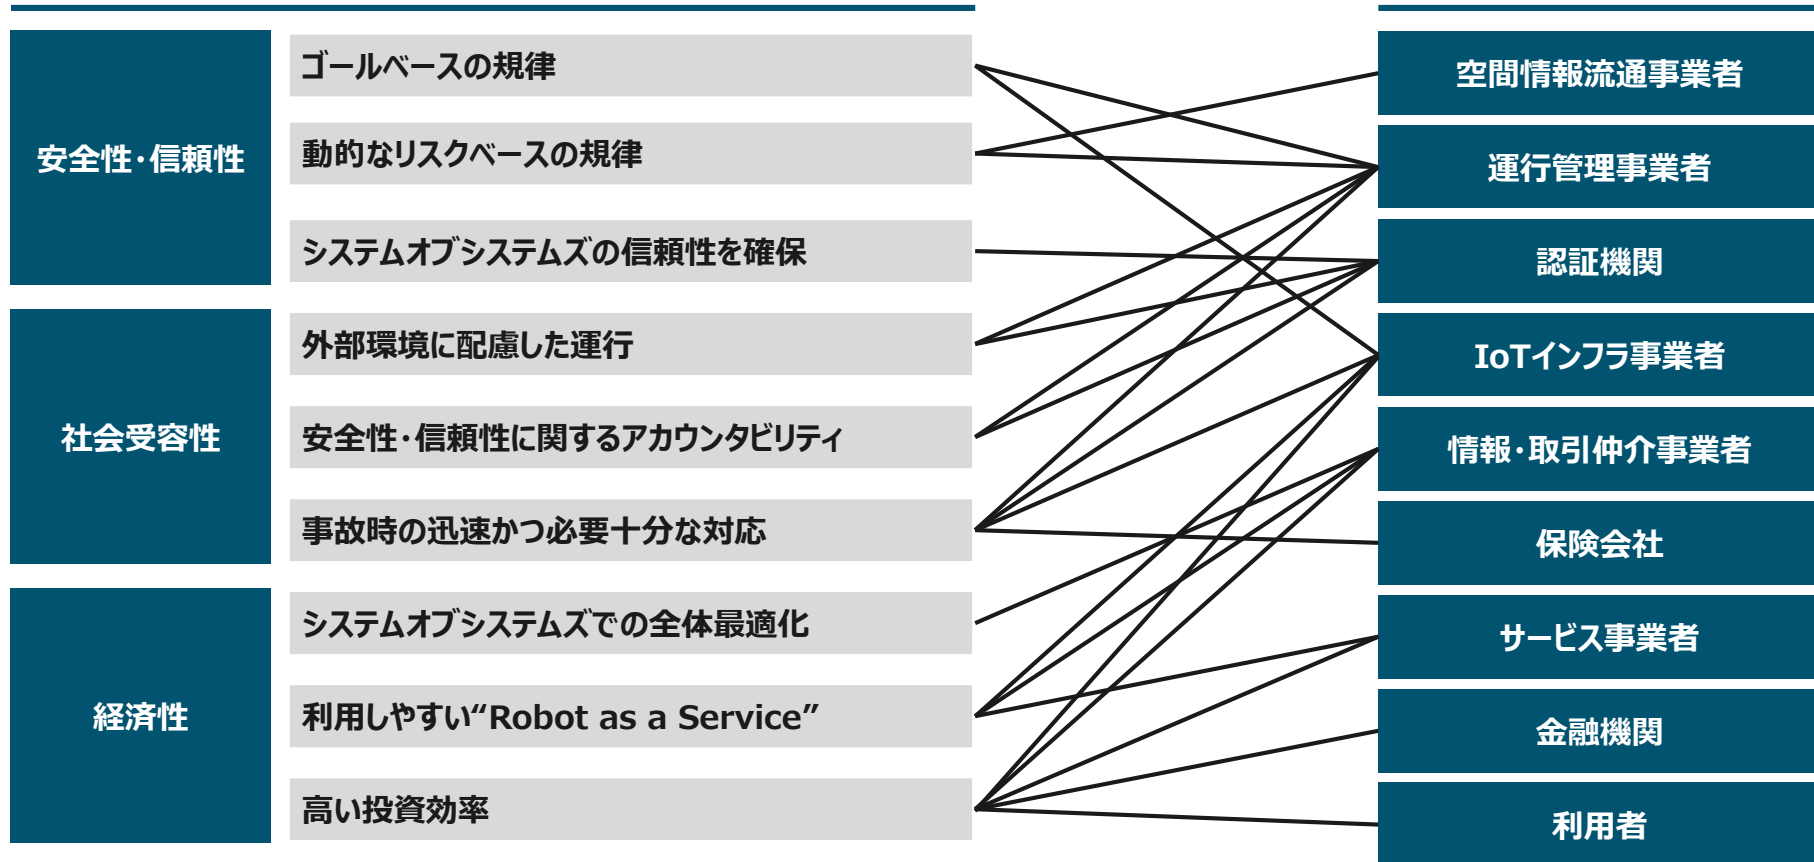 安全性・信頼性
ゴールベースの規律
動的なリスクベースの規律
システムオブシステムズの信頼性を確保
社会受容性
外部環境に配慮した運行
安全性・信頼性に関するアカウンタビリティ
事故時の迅速かつ必要十分な対応
経済性
システムオブシステムズでの全体最適化
利用しやすい“Robot as a Service”
高い投資効率
空間情報流通事業者
運行管理事業者
認証機関
IoTインフラ事業者
情報・取引仲介事業者
保険会社
サービス事業者
金融機関
利用者